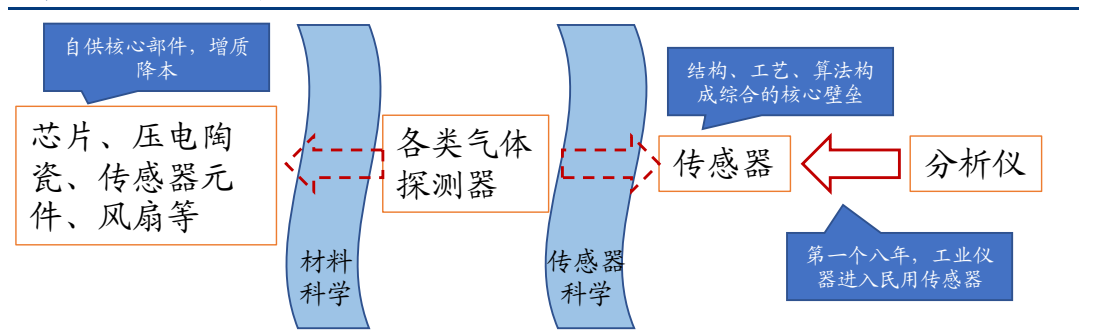 自供核心部件，增质
降本
芯片、压电陶
瓷、传感器元
件、风扇等
材料
科学
各类气体
探测器
传感器
科学
结构、工艺、算法构
成综合的核心壁垒
传感器
分析仪
第一个八年，工业仪
器进入民用传感器